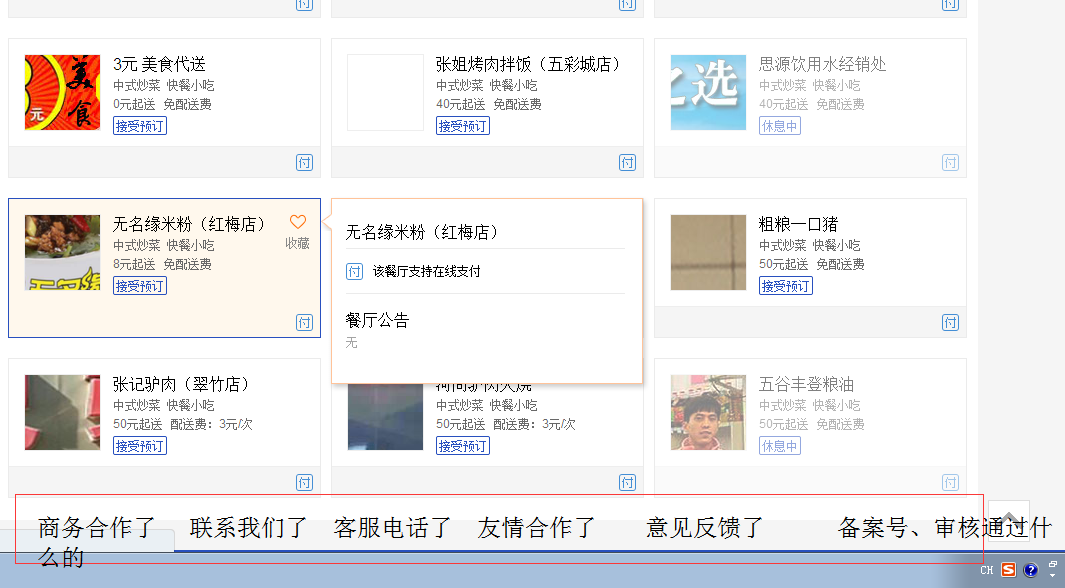 付
付
付
美食
元
3元 美食代送
中式炒菜 快餐小吃
0元起送 免配送费
接受预订
付
张姐烤肉拌饭（五彩城店）
中式炒菜 快餐小吃
40元起送 免配送费
接受预订
付
之选
思源饮用水经销处
中式炒菜 快餐小吃
40元起送 免配送费
休息中
付
无名缘米粉（红梅店）
中式炒菜 快餐小吃
8元起送 免配送费
接受预订
收藏
付
无名缘米粉（红梅店）
付 该餐厅支持在线支付
餐厅公告
无
粗粮一口猪
中式炒菜 快餐小吃
50元起送 免配送费
接受预订
付
张记驴肉（翠竹店）
中式炒菜 快餐小吃
50元起送 配送费：3元/次
接受预订
付
河间驴肉火烧
中式炒菜 快餐小吃
50元起送 配送费：3元/次
接受预订
付
五谷丰登粮油
中式炒菜 快餐小吃
50元起送 免配送费
休息中
付
商务合作了 联系我们了 客服电话了 友情合作了 意见反馈了 备案号、审核通过什
么的
CH S ?